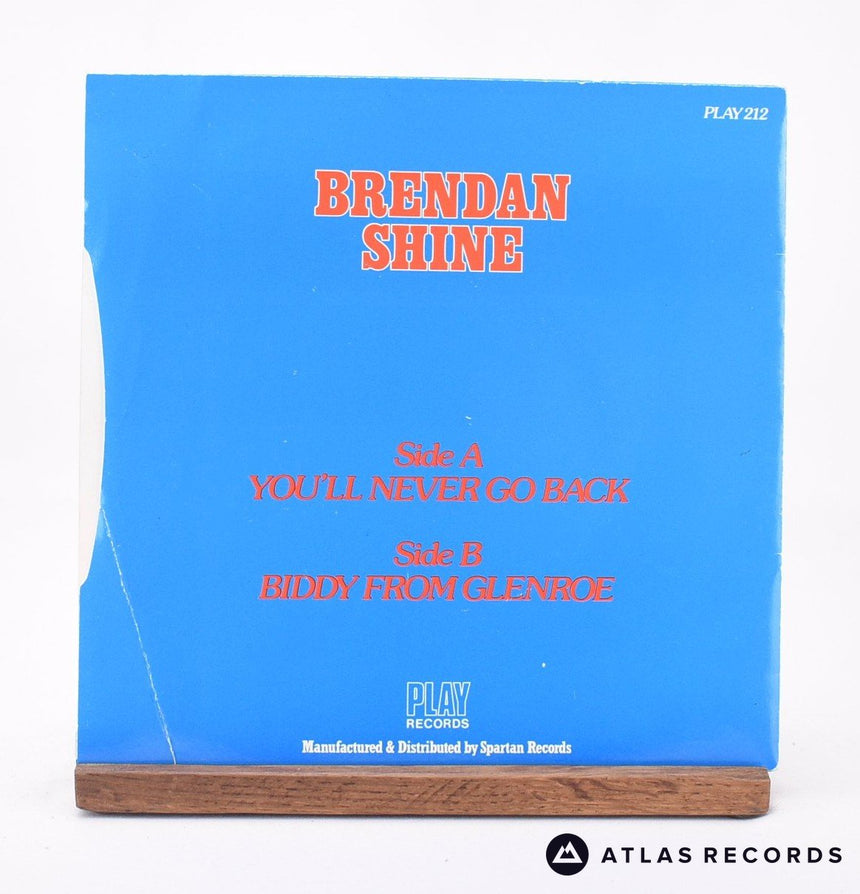 PLAY 212
BRENDAN
SHINE
Side A
YOU'LL NEVER GO BACK
Side B
BIDDY FROM GLENROE
PLAY
RECORDS
Manufactured & Distributed by Spartan Records
ATLAS RECORDS